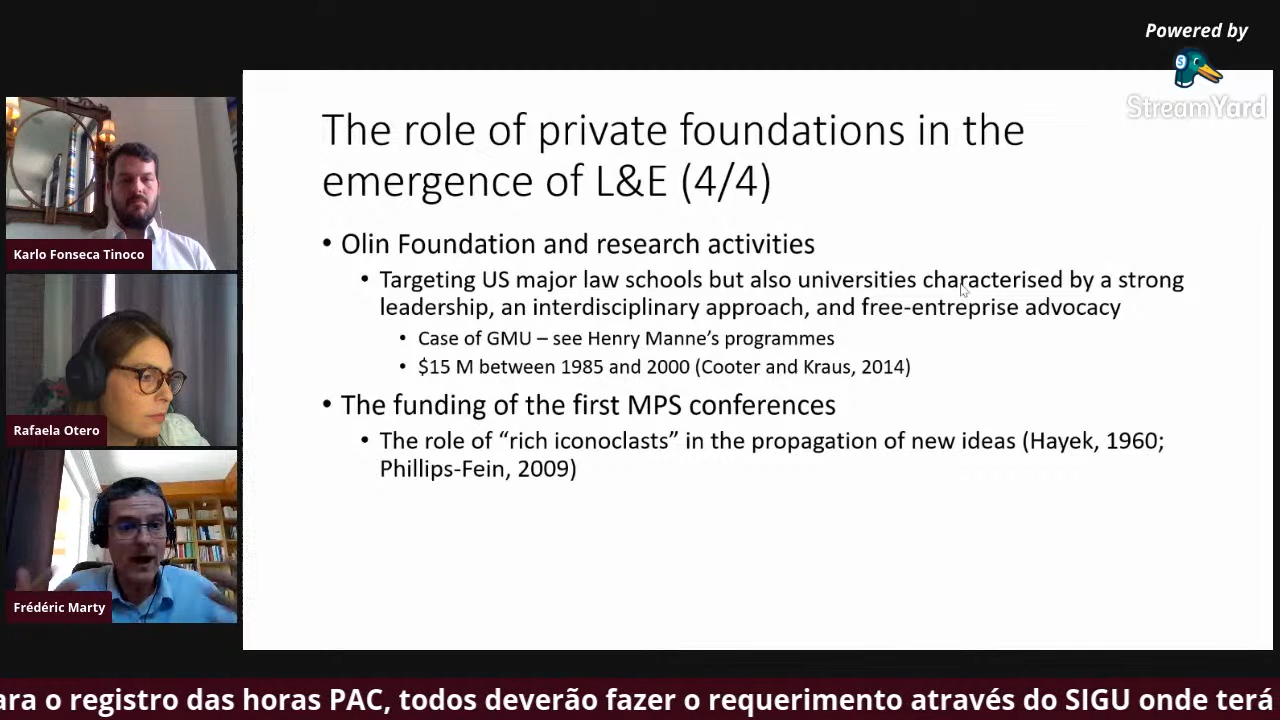 Powered by
StreamYard
The role of private foundations in the
emergence of L&E (4/4)
• Olin Foundation and research activities
• Targeting US major law schools but also universities characterised by a strong
leadership, an interdisciplinary approach, and free-entreprise advocacy
• Case of GMU – see Henry Manne's programmes
• $15 M between 1985 and 2000 (Cooter and Kraus, 2014)
• The funding of the first MPS conferences
• The role of “rich iconoclasts” in the propagation of new ideas (Hayek, 1960;
Phillips-Fein, 2009)
Karlo Fonseca Tinoco
Rafaela Otero
Frédéric Marty
ara o registro das horas PAC, todos deverão fazer o requerimento através do SIGU onde terá